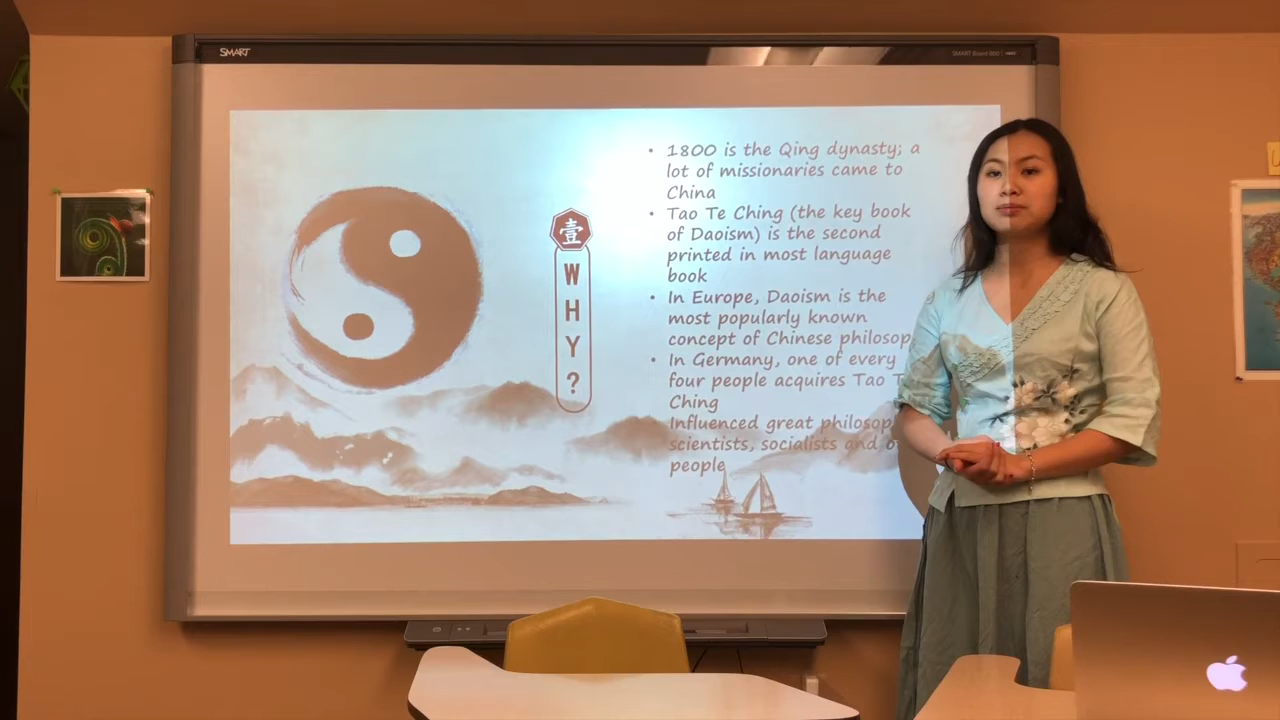 SMART
SMART Board 800
壹
W
H
Y
?
• 1800 is the Qing dynasty; a
lot of missionaries came to
China
• Tao Te Ching (the key book
of Daoism) is the second
printed in most language
book
• In Europe, Daoism is the
most popularly known
concept of Chinese philosop
• In Germany, one of every
four people acquires Tao T
Ching
Influenced great philosop
scientists, socialists and o
people